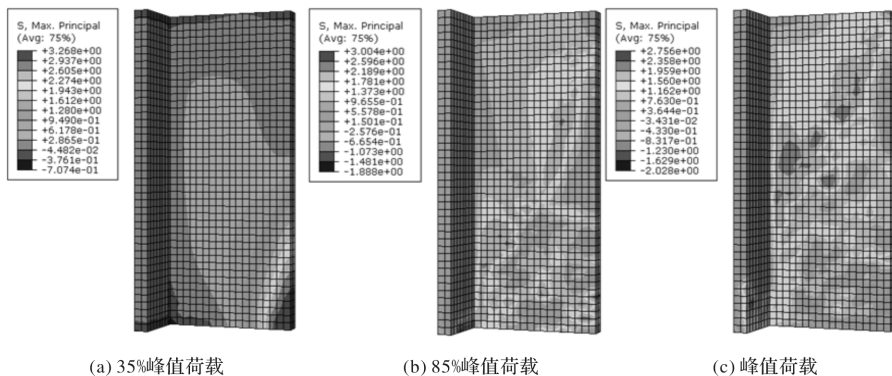 S, Max. Principal
(Avg: 75%)
+3.268e+00
+2.937e+00
+2.605e+00
+2.274e+00
+1.943e+00
+1.612e+00
+1.280e+00
+9.490e-01
+6.178e-01
+2.865e-01
-4.482e-02
-3.761e-01
-7.074e-01
S, Max. Principal
(Avg: 75%)
+3.004e+00
+2.596e+00
+2.189e+00
+1.781e+00
+1.373e+00
+9.655e-01
+5.578e-01
+1.501e-01
-2.576e-01
-6.654e-01
-1.073e+00
-1.481e+00
-1.888e+00
S, Max. Principal
(Avg: 75%)
+2.756e+00
+2.358e+00
+1.959e+00
+1.560e+00
+1.162e+00
+7.630e-01
+3.644e-01
-3.431e-02
-4.330e-01
-8.317e-01
-1.230e+00
-1.629e+00
-2.028e+00
(a) 35%峰值荷载
(b) 85%峰值荷载
(c) 峰值荷载